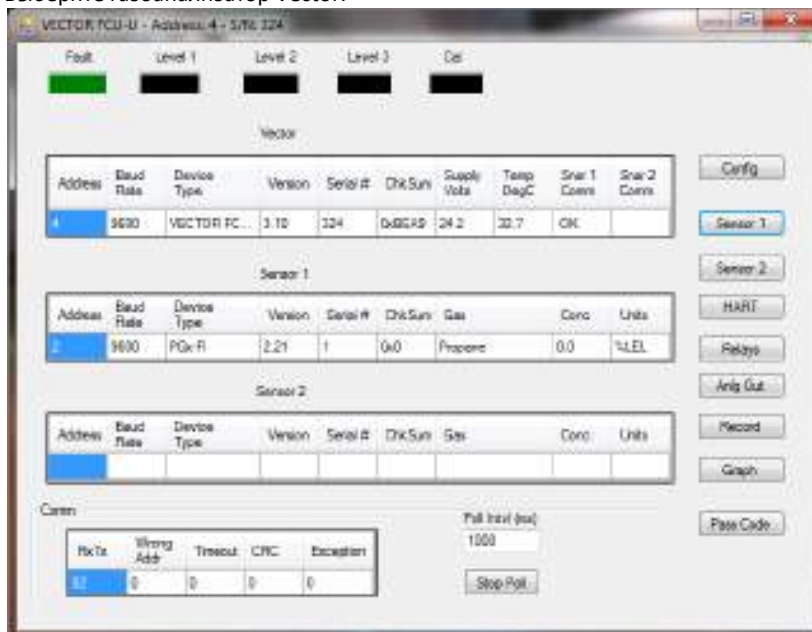 Выберите газоанализатор Vector.
VECTOR FCU-U - Address: 4 - S/N: 324
Fault Level 1 Level 2 Level 3 Cal
Vector
Address Baud Rate Device Type Version Serial # ChkSum Supply Volts Temp DegC Snsr 1 Comm Snsr 2 Comm
4 9600 VECTOR FC... 3.10 324 24.2 OK
Config
Sensor 1
Sensor 2
HART
Relays
Anlg Out
Record
Graph
Pass Code
Sensor 1
Address Baud Rate Device Type Version Serial # ChkSum Gas Conc Units
2 9600 2.21 1 0x0 Propane 0.0 %LEL
Sensor 2
Address Baud Rate Device Type Version Serial # ChkSum Gas Conc Units
Comm
RxTx Wrong Addr Timeout CRC Exception
0 0 0 0
Poll Intvl (ms)
1000
Stop Poll